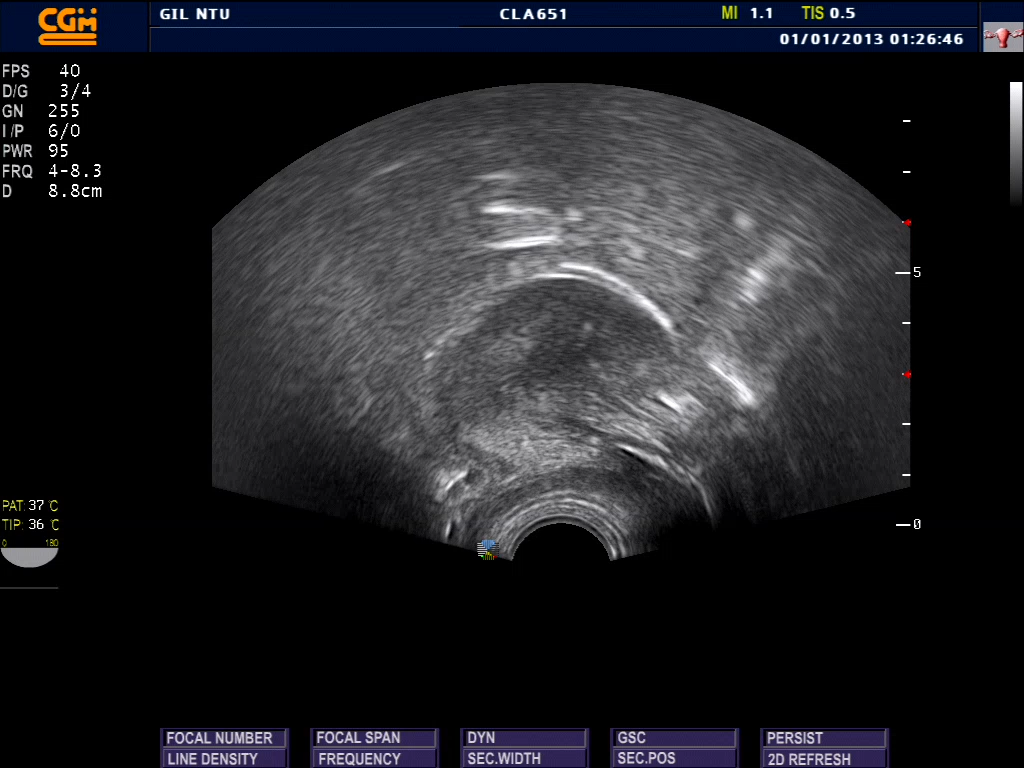 CGM
GIL NTU CLA651 MI 1.1 TIS 0.5
01/01/2013 01:26:46
FPS 40
D/G 3/4
GN 255
I/P 6/0
PWR 95
FRQ 4-8.3
D 8.8cm
5
PAT: 37 °C
TIP: 36 °C
0 180
0
FOCAL NUMBER FOCAL SPAN DYN GSC PERSIST
LINE DENSITY FREQUENCY SEC.WIDTH SEC.POS 2D REFRESH